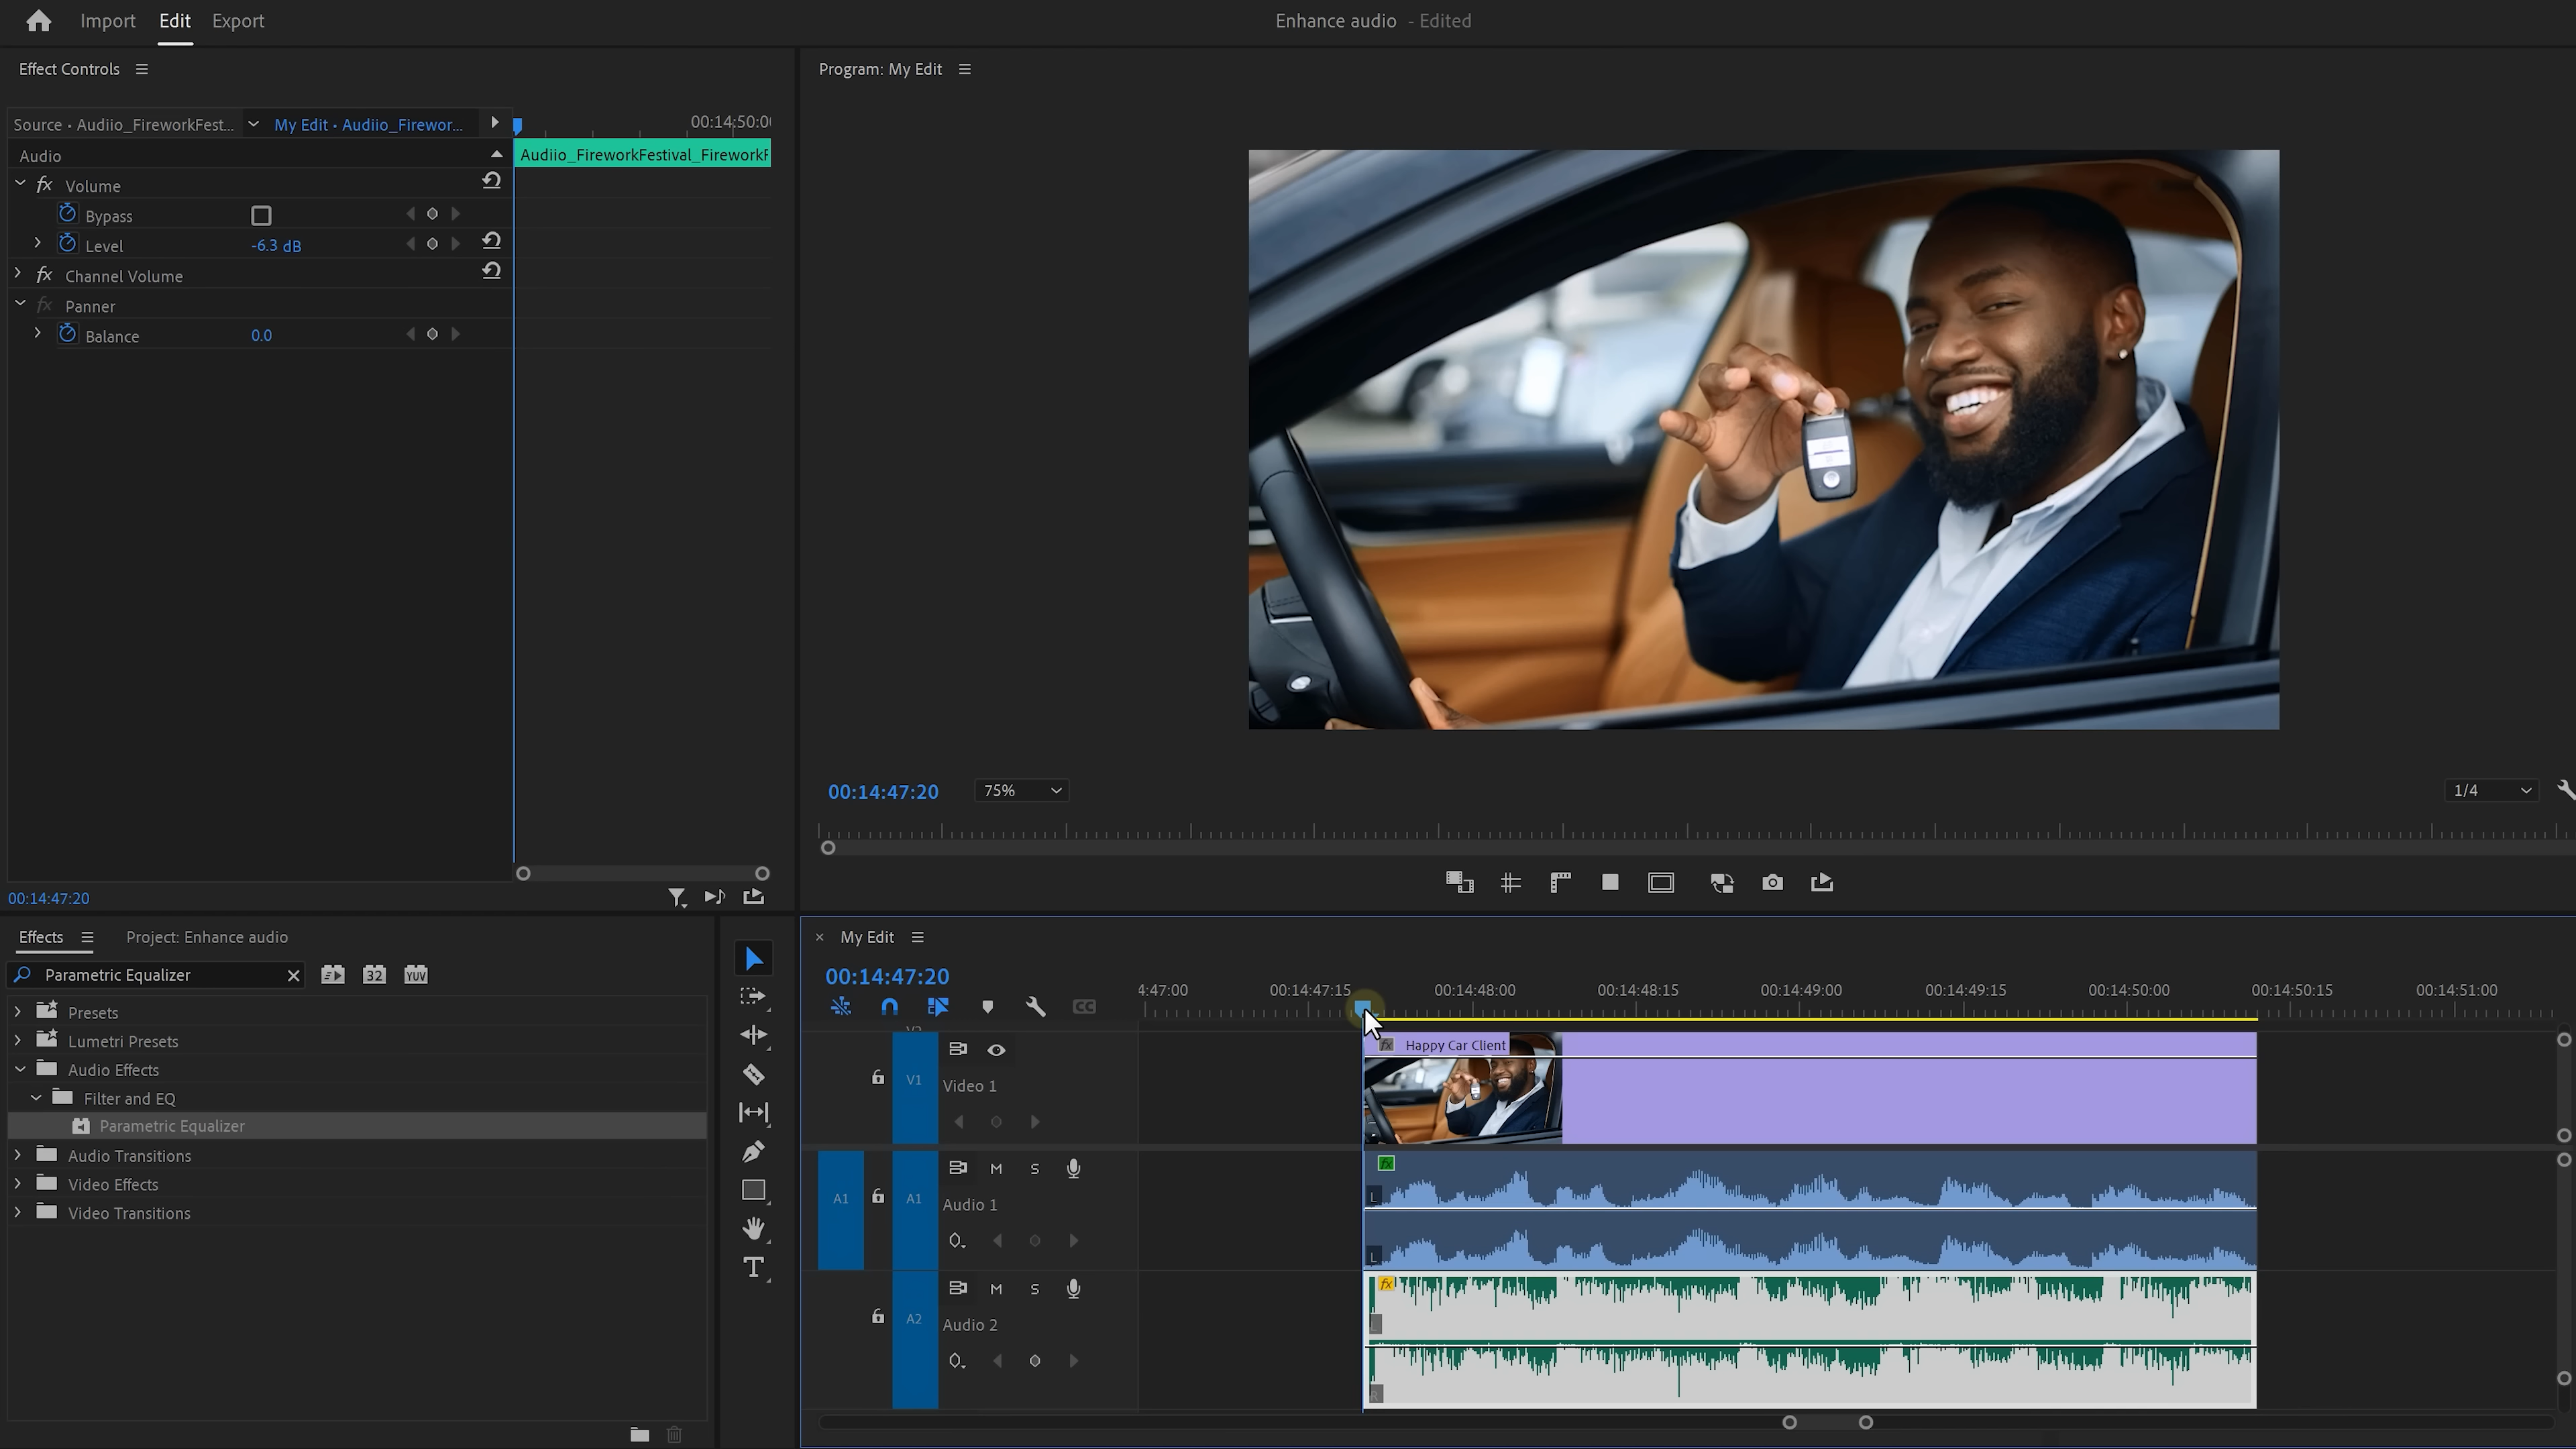 Import Edit Export
Enhance audio - Edited
Effect Controls
Program: My Edit
Source • Audiio_FireworkFest...
My Edit • Audiio_Firewor...
00:14:50:0
Audio
Audiio_FireworkFestival_FireworkF
fx Volume
Bypass
Level -6.3 dB
fx Channel Volume
fx Panner
Balance 0.0
00:14:47:20
75%
1/4
00:14:47:20
Effects
Project: Enhance audio
Parametric Equalizer
32
YUV
Presets
Lumetri Presets
Audio Effects
Filter and EQ
Parametric Equalizer
Audio Transitions
Video Effects
Video Transitions
T
My Edit
00:14:47:20
CC
4:47:00 00:14:47:15 00:14:48:00 00:14:48:15 00:14:49:00 00:14:49:15 00:14:50:00 00:14:50:15 00:14:51:00
V1
Video 1
fx Happy Car Client
A1
A1
M S
Audio 1
fx
L
L
A2
M S
Audio 2
fx
R